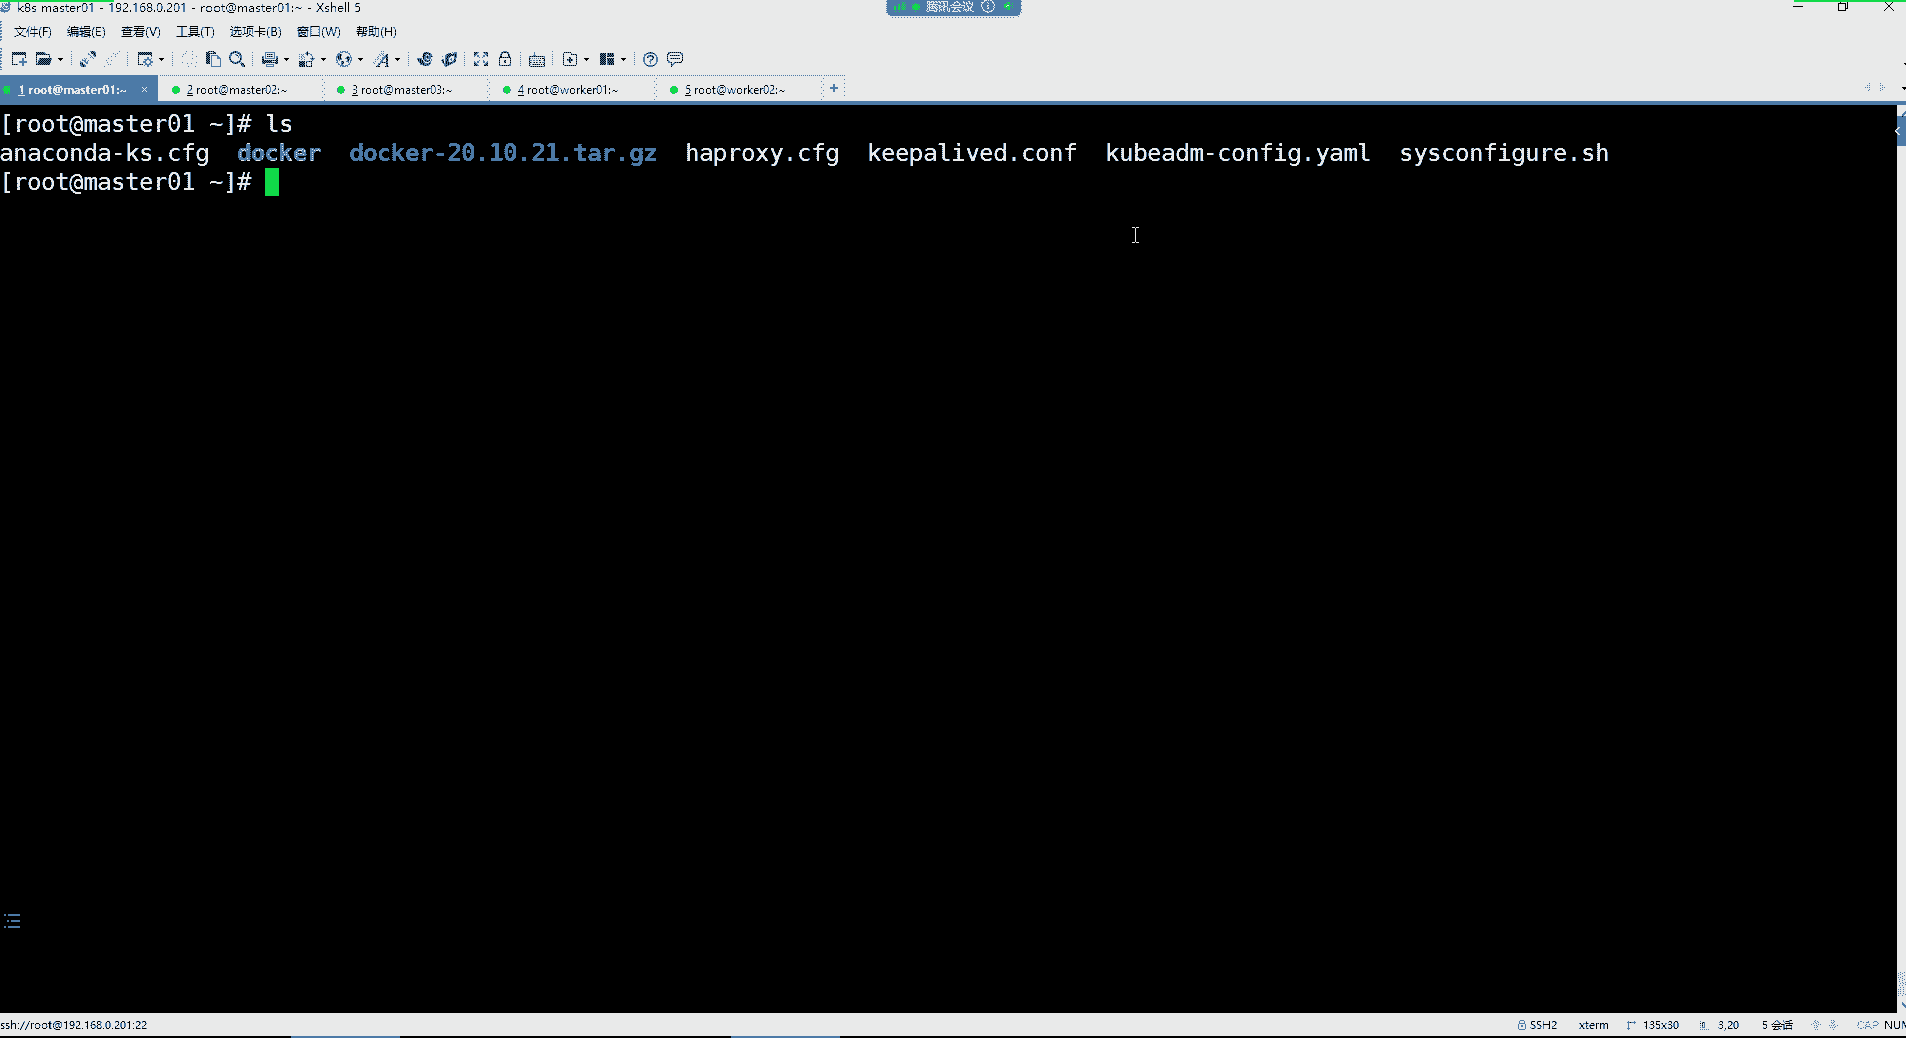 k8s master01 - 192.168.0.201 - root@master01:~ - Xshell 5
腾讯会议
文件(F) 编辑(E) 查看(V) 工具(T) 选项卡(B) 窗口(W) 帮助(H)
1 root@master01:~ × 2 root@master02:~ 3 root@master03:~ 4 root@worker01:~ 5 root@worker02:~ +
[root@master01 ~]# ls
anaconda-ks.cfg docker docker-20.10.21.tar.gz haproxy.cfg keepalived.conf kubeadm-config.yaml sysconfigure.sh
[root@master01 ~]#
ssh://root@192.168.0.201:22 SSH2 xterm 135x30 3,20 5 会话 CAP NUM